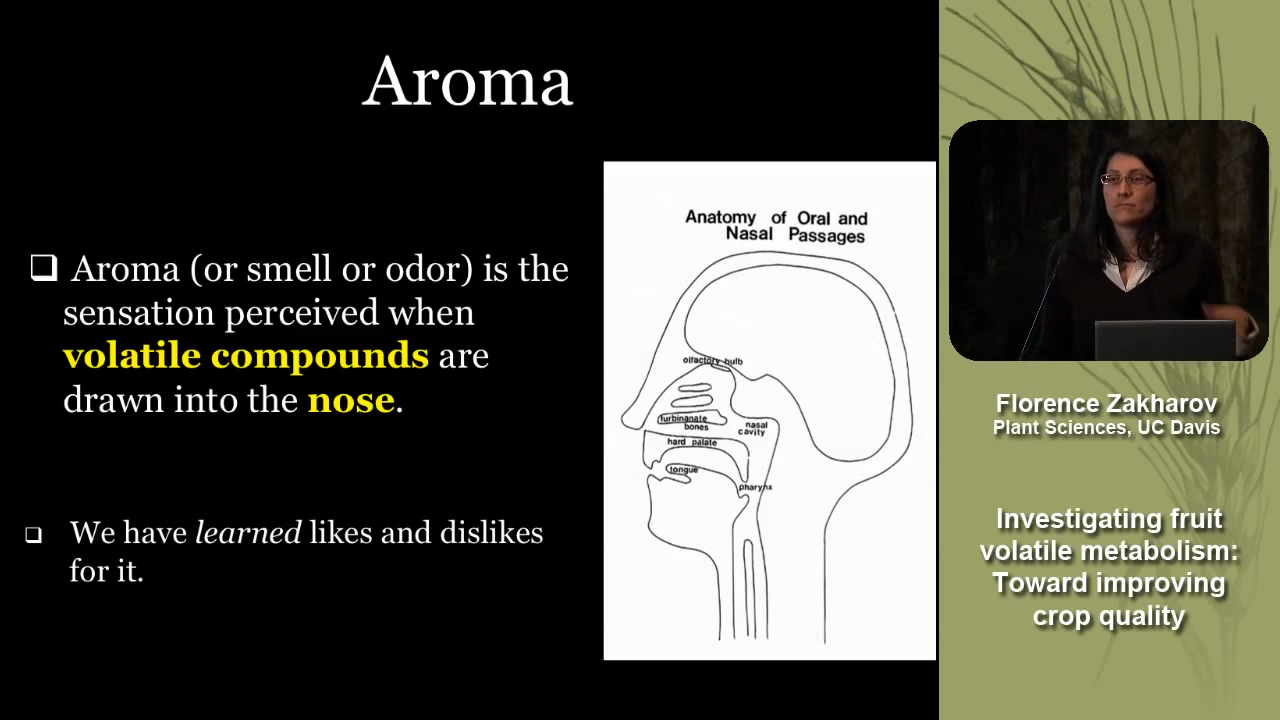 Aroma
❑ Aroma (or smell or odor) is the
sensation perceived when
volatile compounds are
drawn into the nose.
❑ We have learned likes and dislikes
for it.
Anatomy of Oral and
Nasal Passages
olfactory bulb
turbinanate
bones
nasal
cavity
hard palate
tongue
pharynx
Florence Zakharov
Plant Sciences, UC Davis
Investigating fruit
volatile metabolism:
Toward improving
crop quality